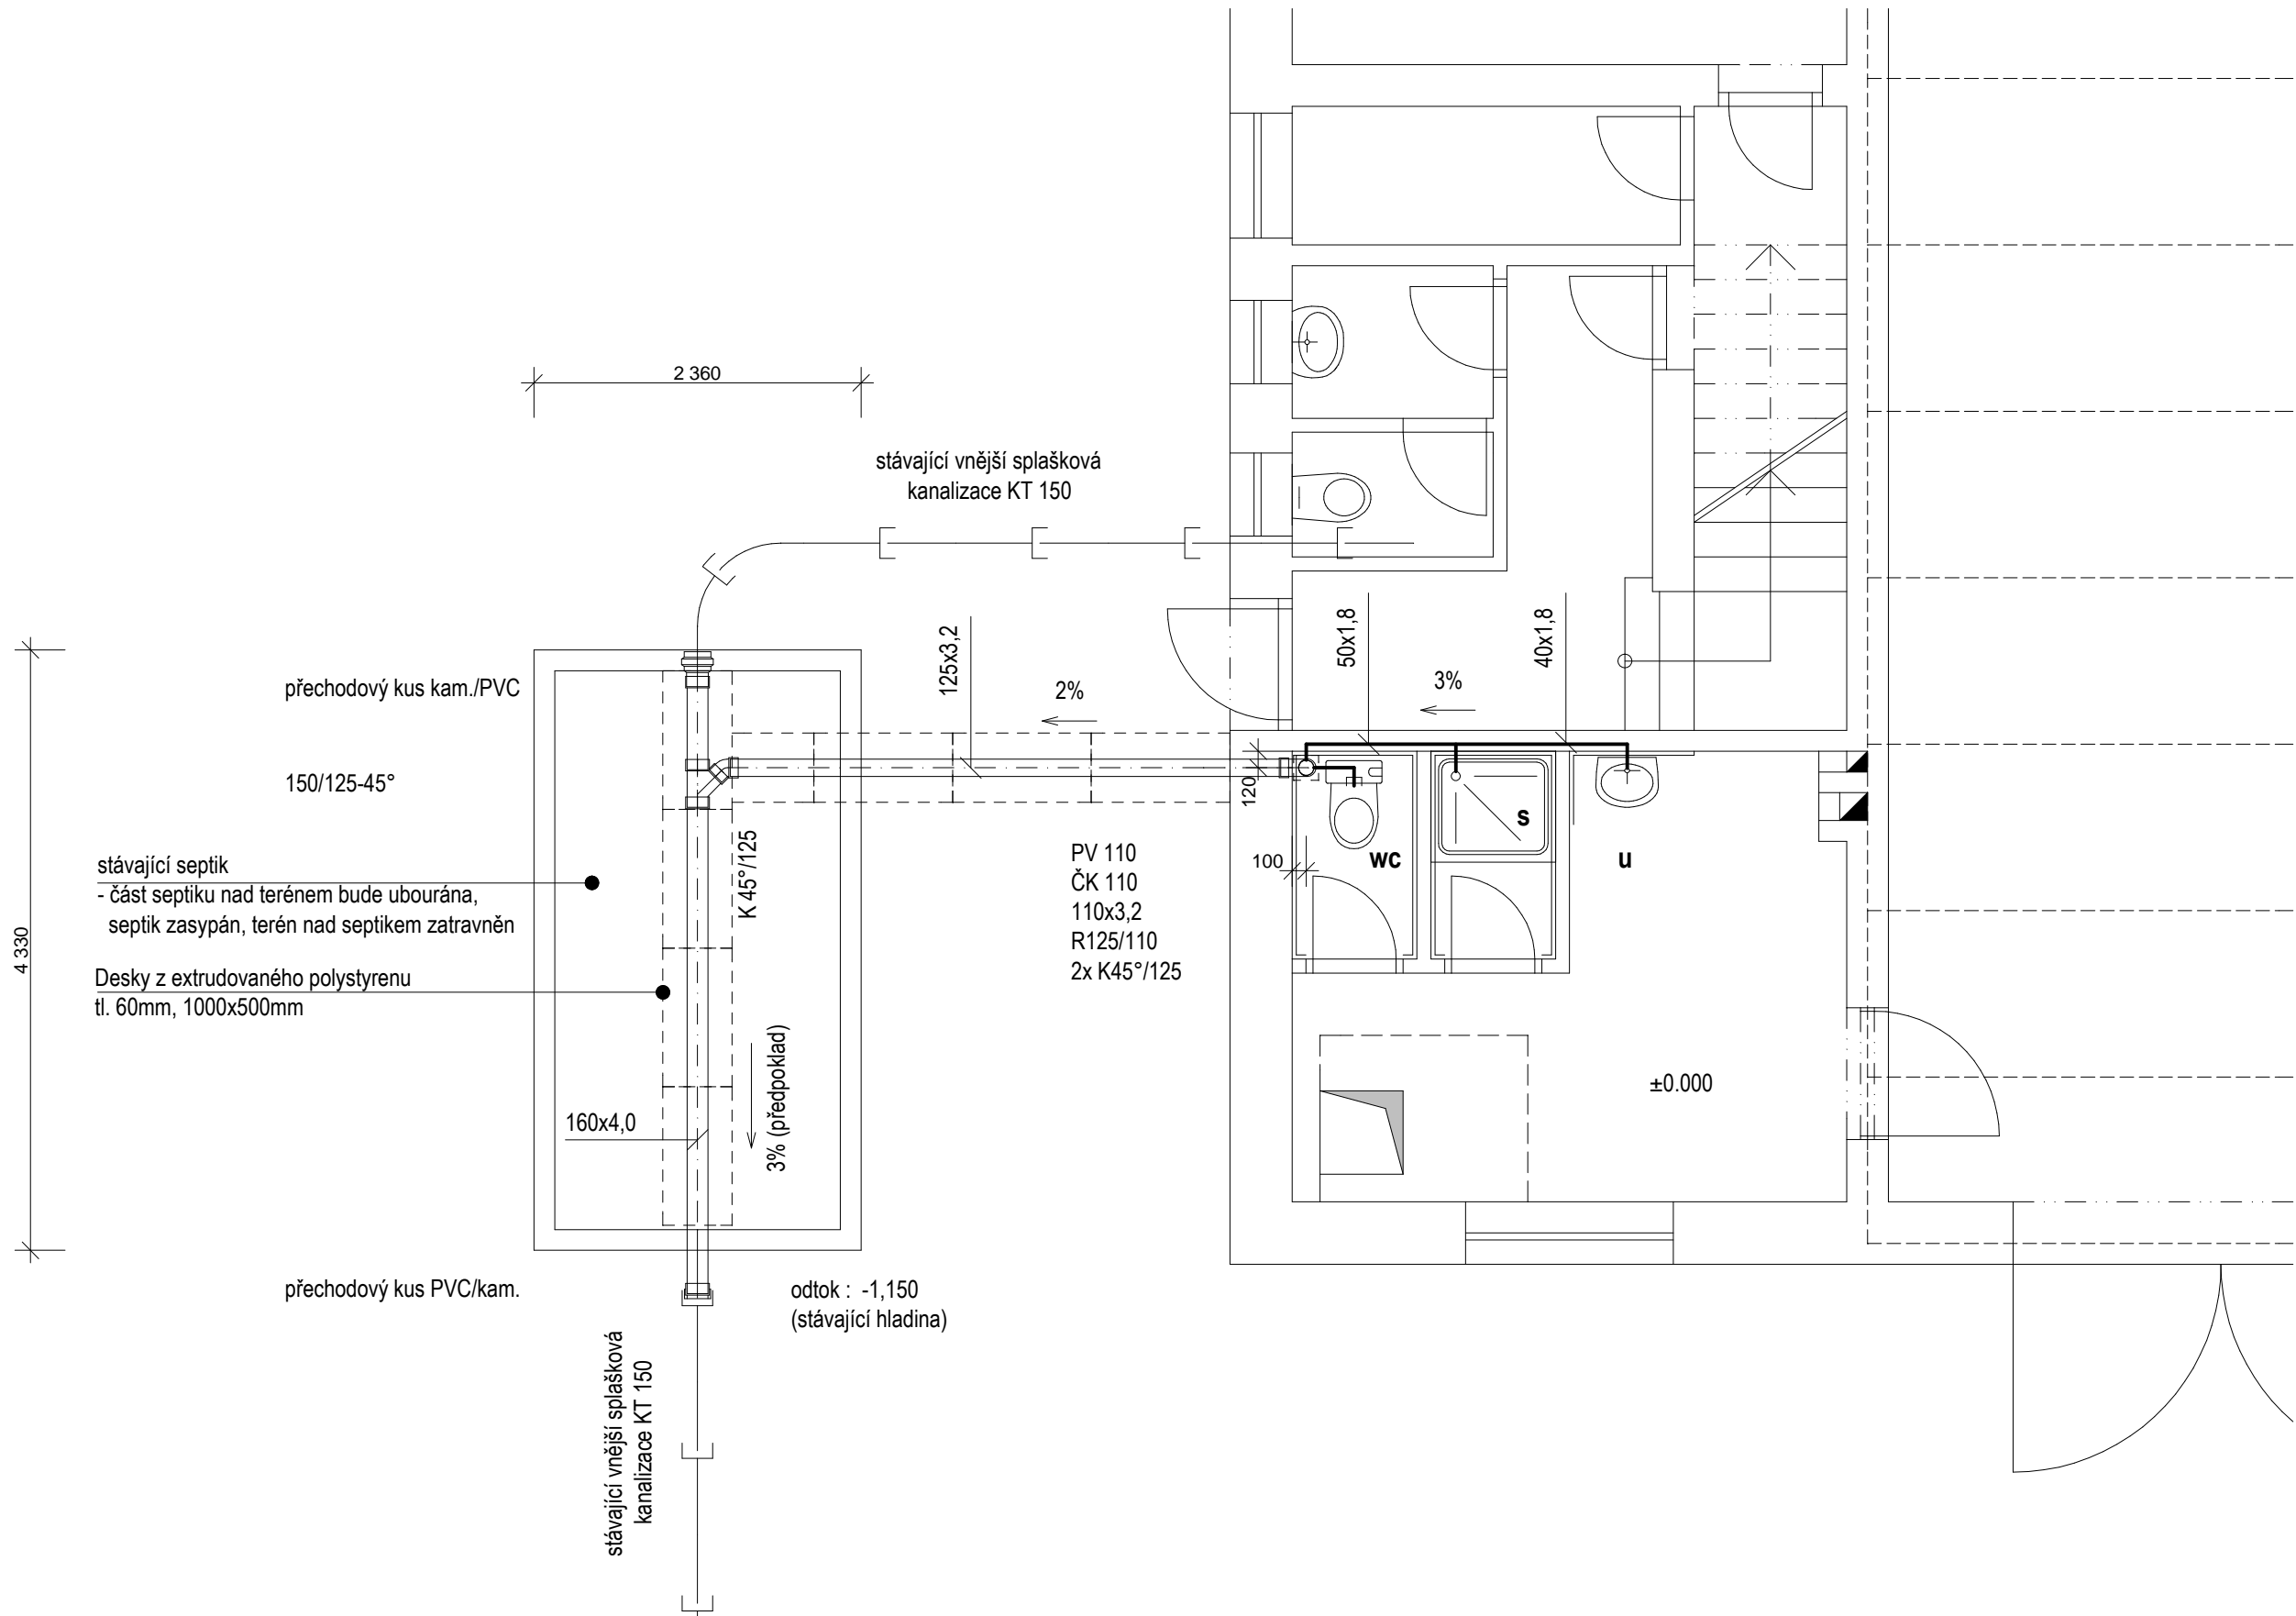 2 360
stávající vnější splašková
kanalizace KT 150
125x3,2
2%
50x1,8
3%
40x1,8
přechodový kus kam./PVC
150/125-45°
120
K 45°/125
stávající septik
- část septiku nad terénem bude ubourána,
septik zasypán, terén nad septikem zatravněn
4 330
Desky z extrudovaného polystyrenu
tl. 60mm, 1000x500mm
PV 110
ČK 110
110x3,2
R125/110
2x K45°/125
100
wc
s
u
±0.000
160x4,0
3% (předpoklad)
přechodový kus PVC/kam.
odtok : -1,150
(stávající hladina)
stávající vnější splašková
kanalizace KT 150